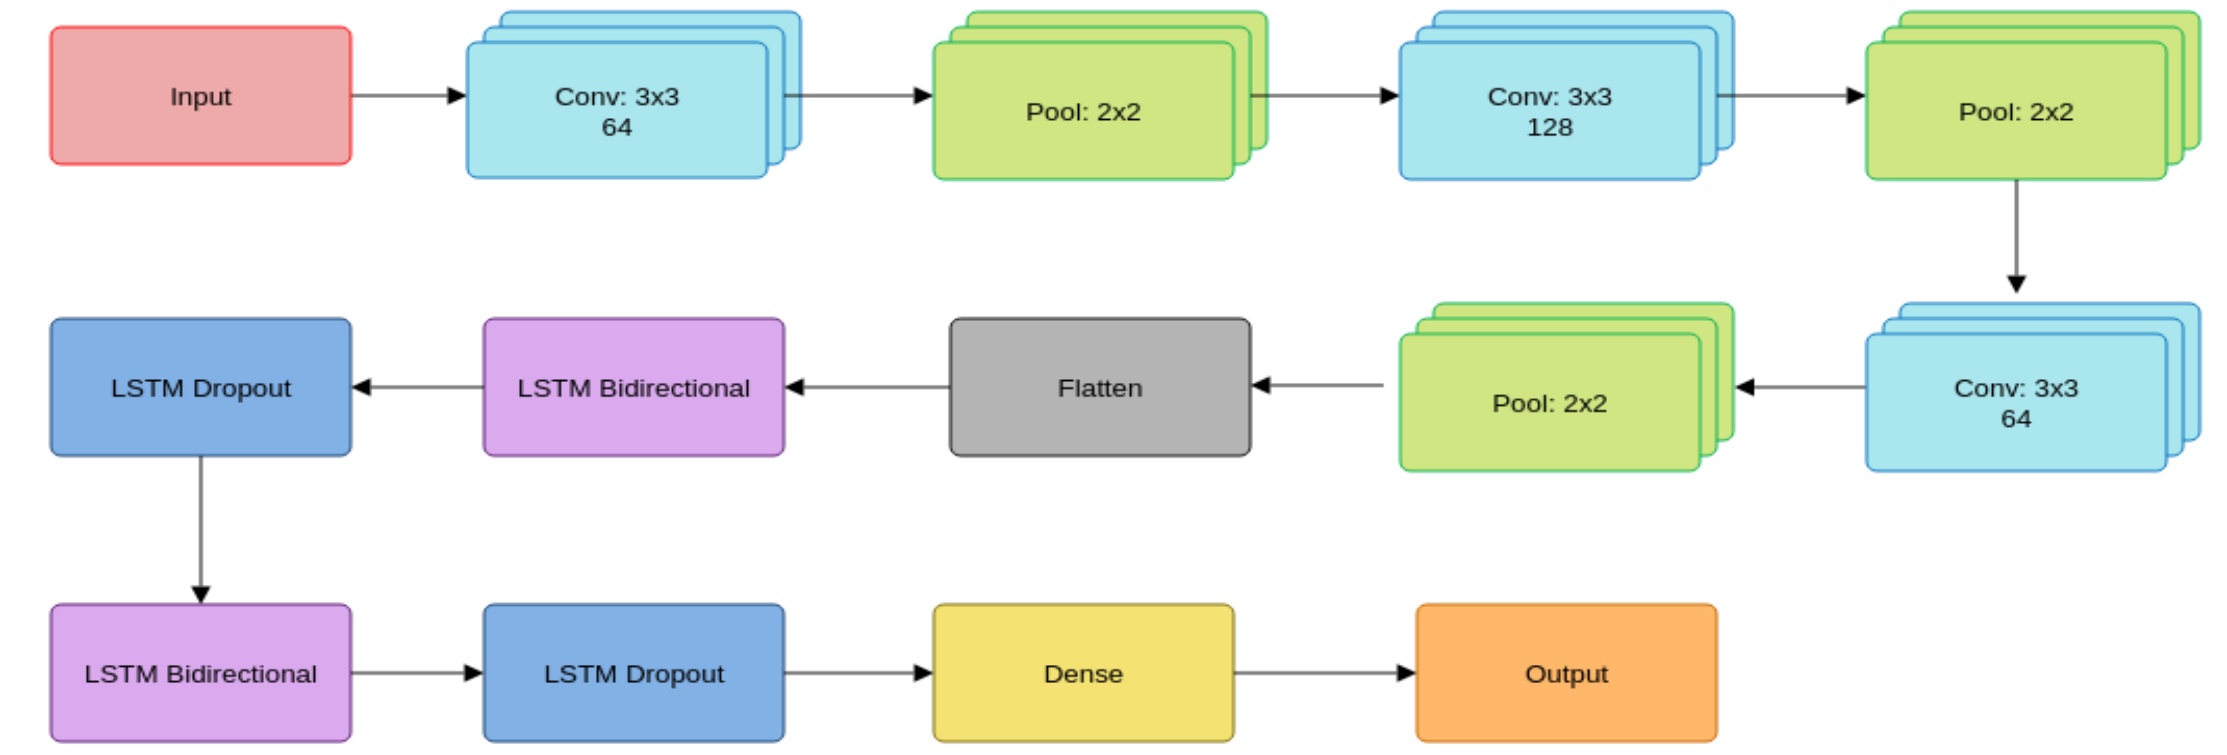 Input
Conv: 3x3
64
Pool: 2x2
Conv: 3x3
128
Pool: 2x2
Conv: 3x3
64
Pool: 2x2
Flatten
LSTM Bidirectional
LSTM Dropout
LSTM Bidirectional
LSTM Dropout
Dense
Output